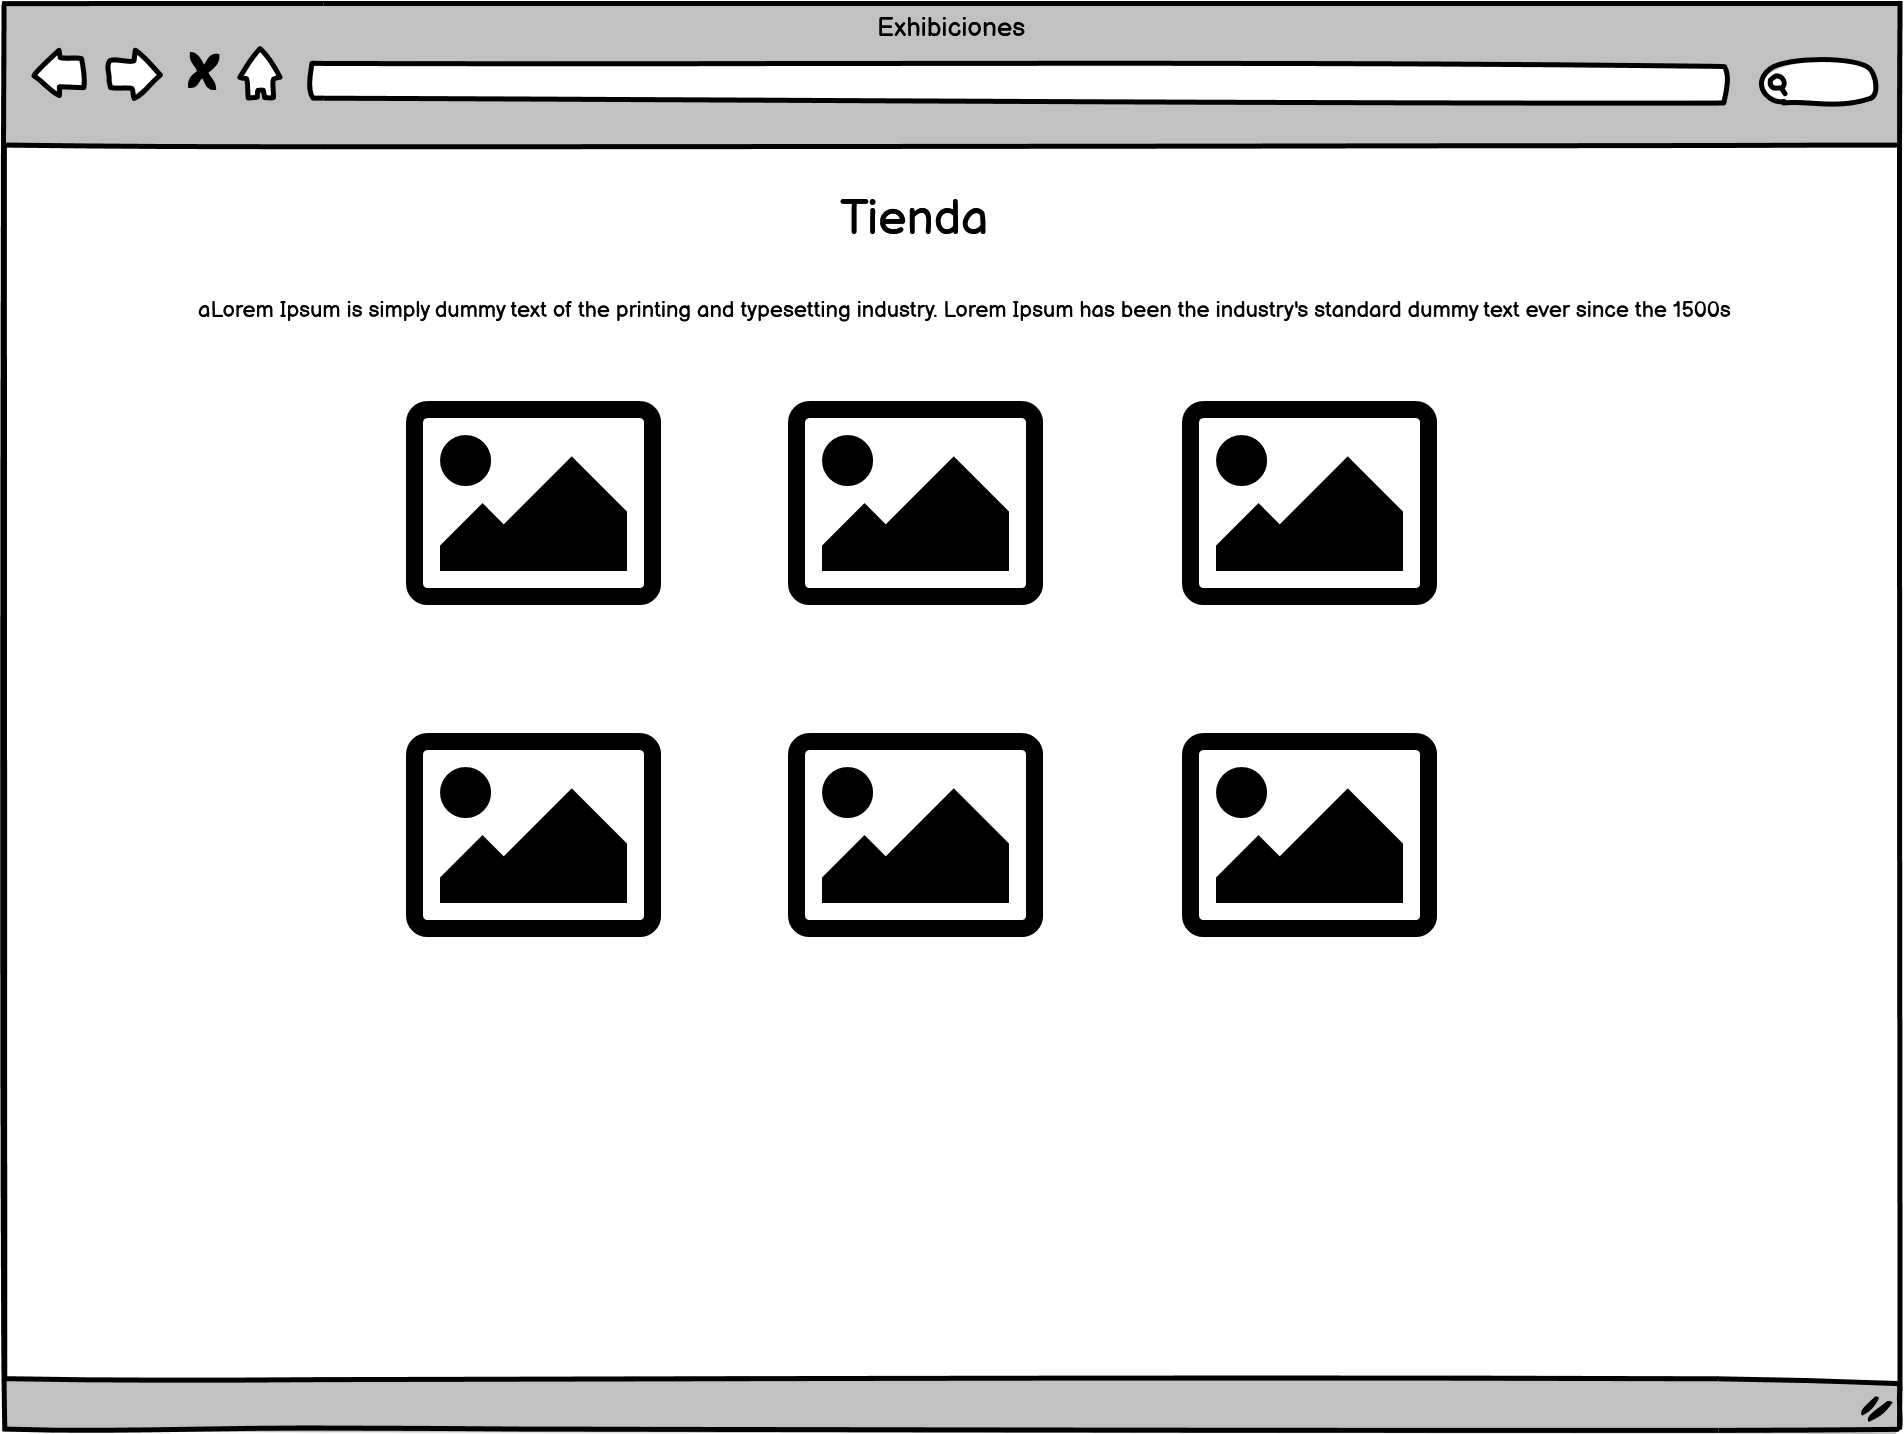 Exhibiciones
Tienda
aLorem Ipsum is simply dummy text of the printing and typesetting industry. Lorem Ipsum has been the industry's standard dummy text ever since the 1500s